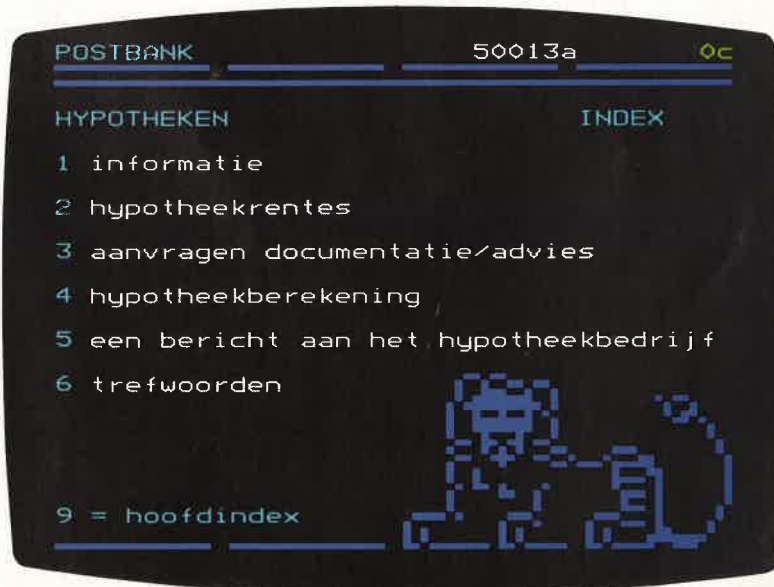 POSTBANK 50013a 0c
HYPOTHEKEN INDEX
1 informatie
2 hypotheekrentes
3 aanvragen documentatie/advies
4 hypotheekberekening
5 een bericht aan het hypotheekbedrijf
6 trefwoorden
9 = hoofdindex